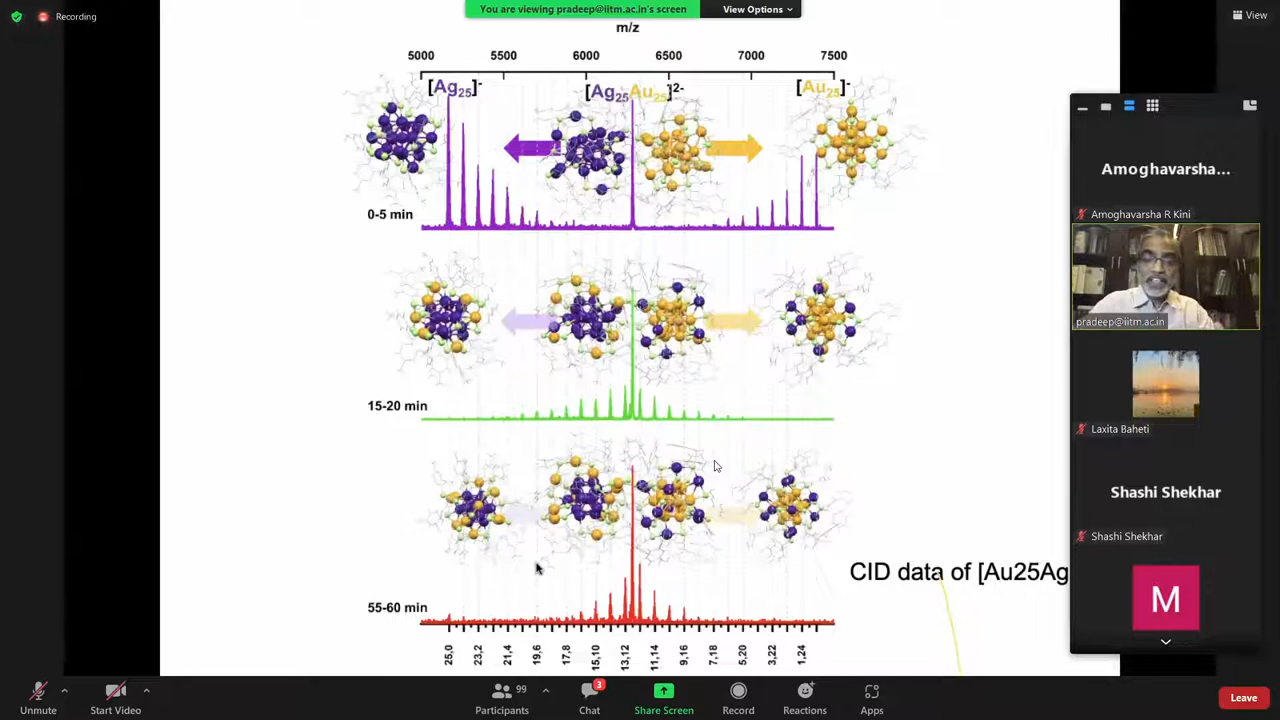 Recording
You are viewing pradeep@iitm.ac.in's screen
View Options
View
m/z
5000 5500 6000 6500 7000 7500
[Ag25]- [Ag25Au25]2- [Au25]-
0-5 min
15-20 min
55-60 min
CID data of [Au25Ag
25,0 23,2 21,4 19,6 17,8 15,10 13,12 11,14 9,16 7,18 5,20 3,22 1,24
Amoghavarsha...
Amoghavarsha R Kini
pradeep@iitm.ac.in
Laxita Baheti
Shashi Shekhar
Shashi Shekhar
M
Unmute
Start Video
99
Participants
3
Chat
Share Screen
Record
Reactions
Apps
Leave